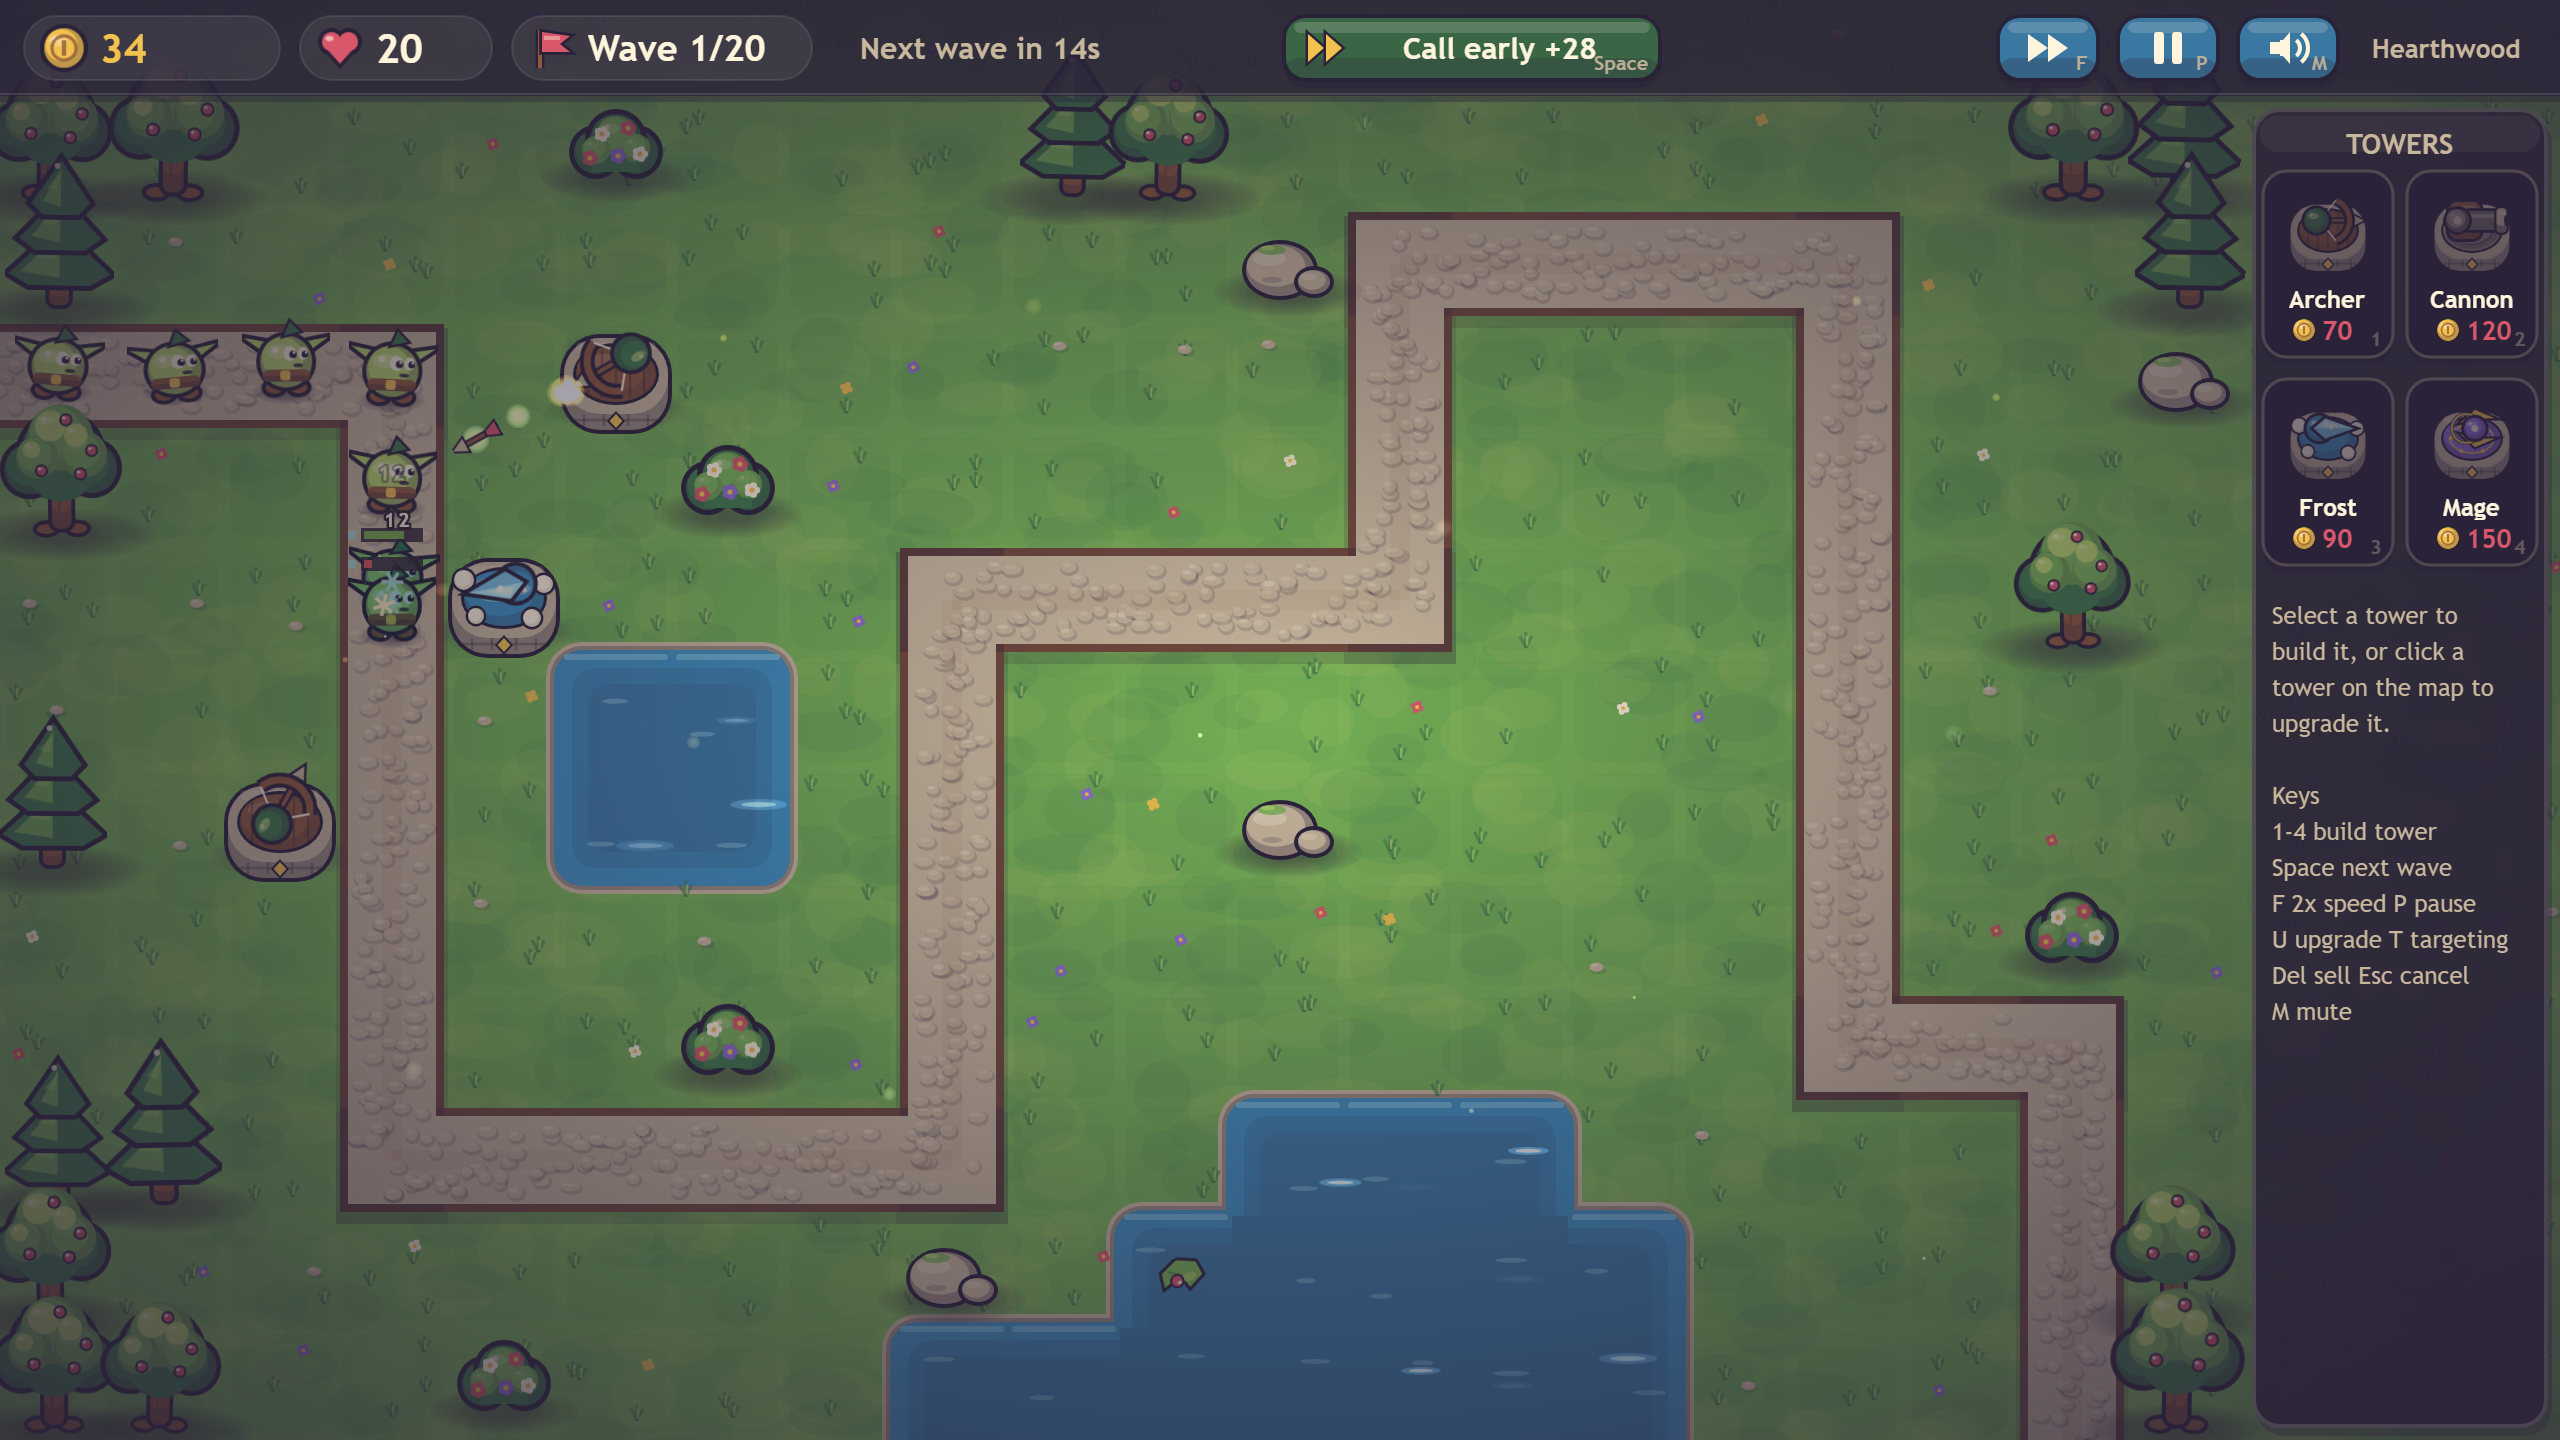 34
20
Wave 1/20
Next wave in 14s
Call early +28
Space
F
P
M
Hearthwood
TOWERS
Archer
70
1
Cannon
120
2
Frost
90
3
Mage
150
4
12
12
Select a tower to
build it, or click a
tower on the map to
upgrade it.
Keys
1-4 build tower
Space next wave
F 2x speed P pause
U upgrade T targeting
Del sell Esc cancel
M mute